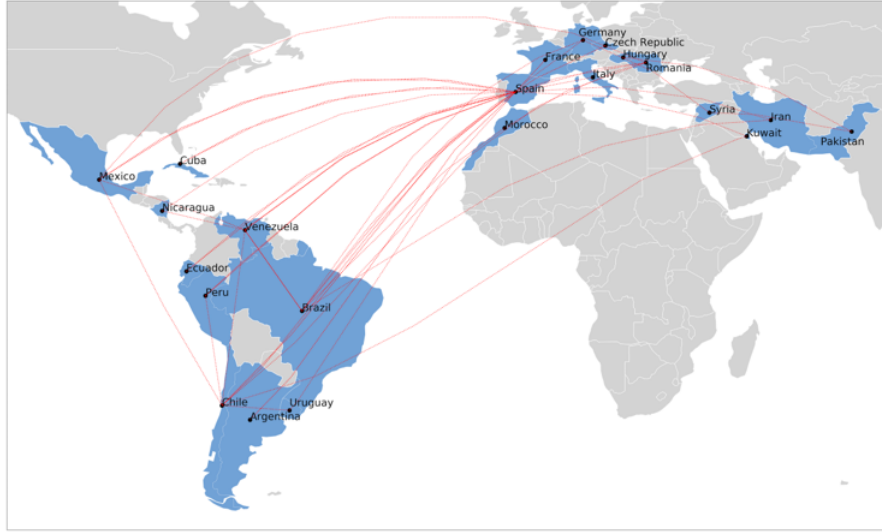 Germany
Czech Republic
France
Hungary
Romania
Italy
Spain
Syria
Iran
Morocco
Kuwait
Pakistan
Cuba
Mexico
Nicaragua
Venezuela
Ecuador
Peru
Brazil
Chile
Uruguay
Argentina